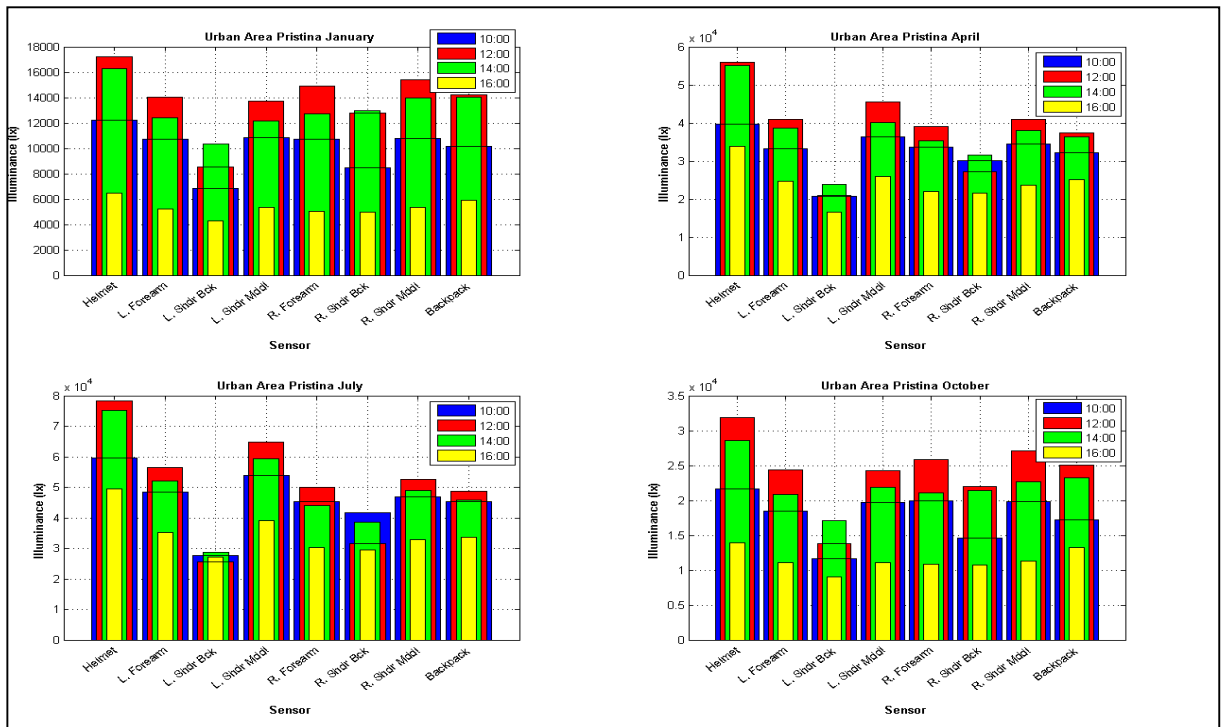 Urban Area Pristina January
18000
16000
14000
12000
10000
8000
6000
4000
2000
0
Illuminance (lx)
10:00
12:00
14:00
16:00
Helmet
L. Forearm
L. Shdr Bck
L. Shdr Mddl
R. Forearm
R. Shdr Bck
R. Shdr Mddl
Backpack
Sensor
Urban Area Pristina April
x 10^4
6
5
4
3
2
1
0
Illuminance (lx)
10:00
12:00
14:00
16:00
Helmet
L. Forearm
L. Shdr Bck
L. Shdr Mddl
R. Forearm
R. Shdr Bck
R. Shdr Mddl
Backpack
Sensor
Urban Area Pristina July
x 10^4
8
7
6
5
4
3
2
1
0
Illuminance (lx)
10:00
12:00
14:00
16:00
Helmet
L. Forearm
L. Shdr Bck
L. Shdr Mddl
R. Forearm
R. Shdr Bck
R. Shdr Mddl
Backpack
Sensor
Urban Area Pristina October
x 10^4
3.5
3
2.5
2
1.5
1
0.5
0
Illuminance (lx)
10:00
12:00
14:00
16:00
Helmet
L. Forearm
L. Shdr Bck
L. Shdr Mddl
R. Forearm
R. Shdr Bck
R. Shdr Mddl
Backpack
Sensor